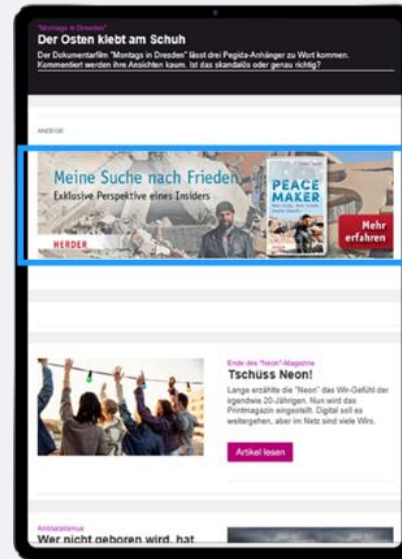 "Montags in Dresden"
Der Osten klebt am Schuh
Der Dokumentarfilm "Montags in Dresden" lässt drei Pegida-Anhänger zu Wort kommen.
Kommentiert werden ihre Ansichten kaum. Ist das skandalös oder genau richtig?
ANZEIGE
Meine Suche nach Frieden
Exklusive Perspektive eines Insiders
PEACE
MAKER
Mehr
erfahren
HERDER
Ende des "Neon"-Magazins
Tschüss Neon!
Lange erzählte die "Neon" das Wir-Gefühl der
irgendwie 20-Jährigen. Nun wird das
Printmagazin eingestellt. Digital soll es
weitergehen, aber im Netz sind viele Wirs.
Artikel lesen
Antinatalismus
Wer nicht geboren wird, hat